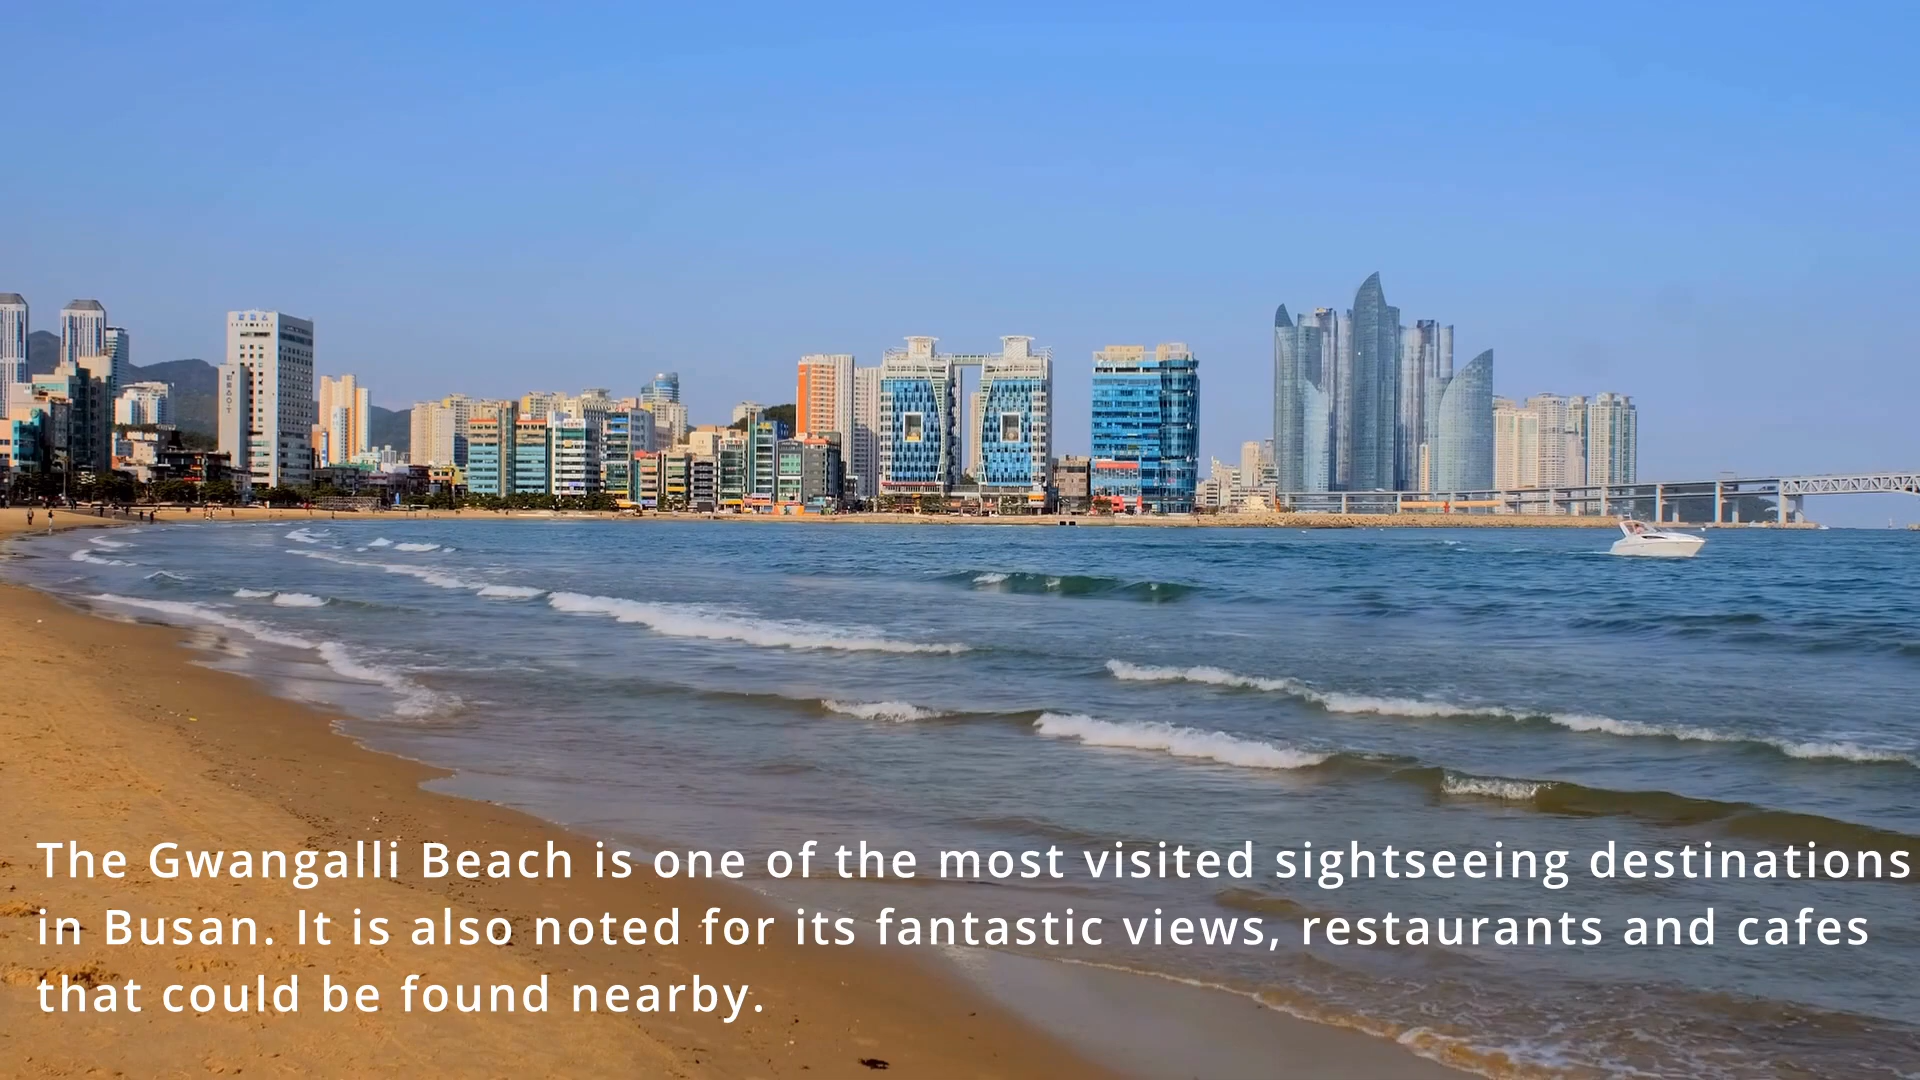 The Gwangalli Beach is one of the most visited sightseeing destinations
in Busan. It is also noted for its fantastic views, restaurants and cafes
that could be found nearby.